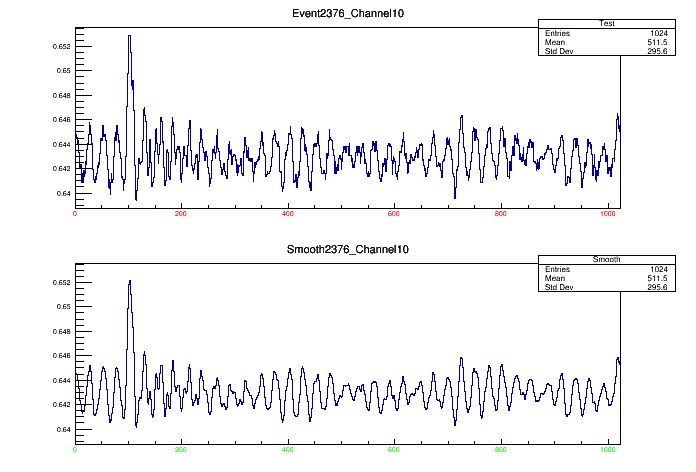 Event2376_Channel10
Test
Entries 1024
Mean 511.5
Std Dev 295.6
0.652
0.65
0.648
0.646
0.644
0.642
0.64
0 200 400 600 800 1000
Smooth2376_Channel10
Smooth
Entries 1024
Mean 511.5
Std Dev 295.6
0.652
0.65
0.648
0.646
0.644
0.642
0.64
0 200 400 600 800 1000